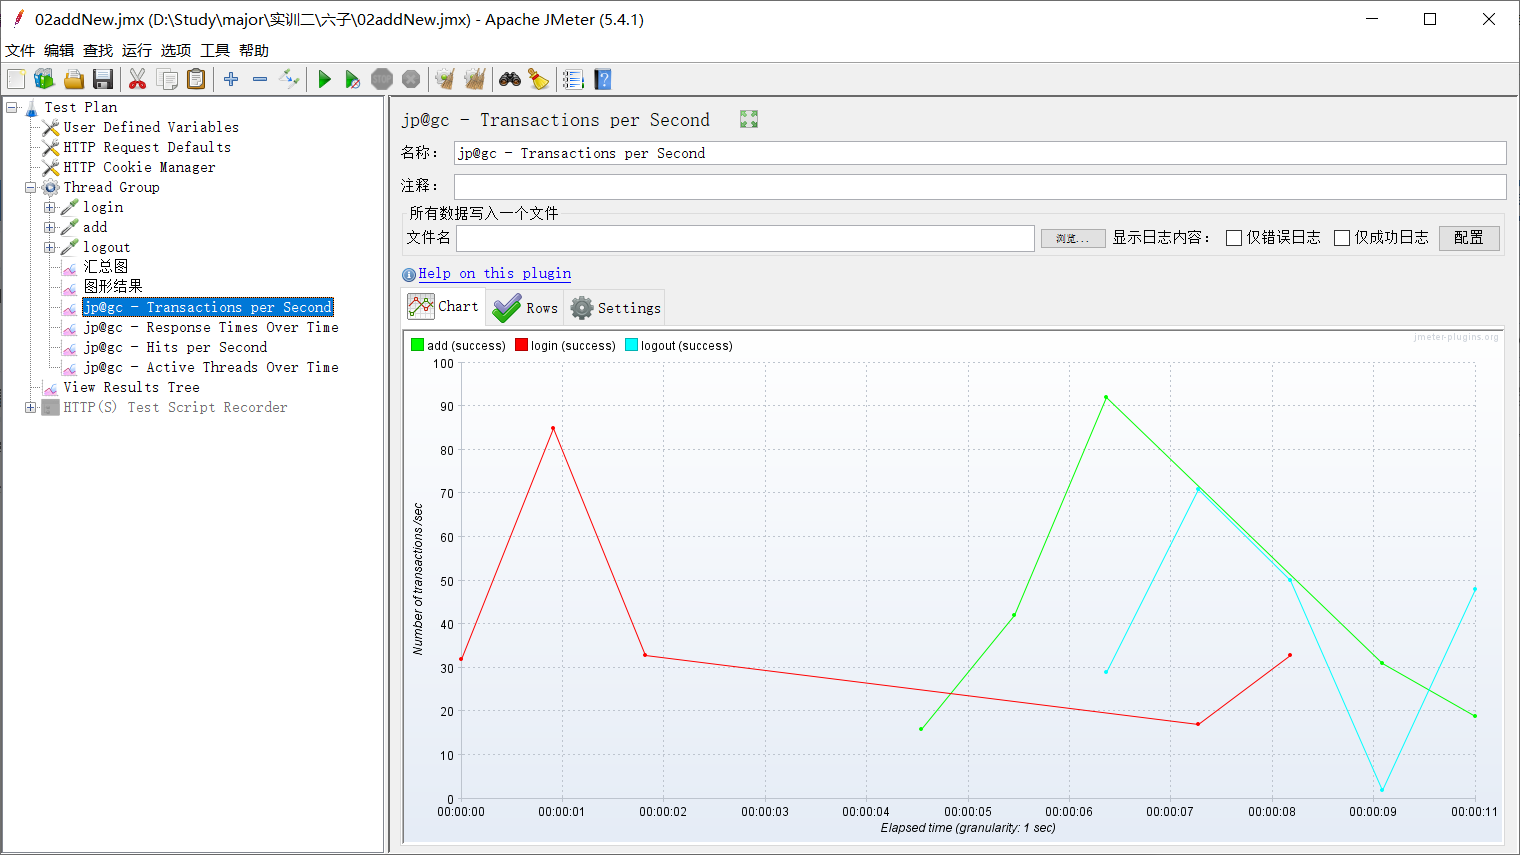 02addNew.jmx (D:\Study\major\实训二\六子\02addNew.jmx) - Apache JMeter (5.4.1)
文件 编辑 查找 运行 选项 工具 帮助
STOP
Test Plan
User Defined Variables
HTTP Request Defaults
HTTP Cookie Manager
Thread Group
login
add
logout
汇总图
图形结果
jp@gc - Transactions per Second
jp@gc - Response Times Over Time
jp@gc - Hits per Second
jp@gc - Active Threads Over Time
View Results Tree
HTTP(S) Test Script Recorder
jp@gc - Transactions per Second
名称： jp@gc - Transactions per Second
注释：
所有数据写入一个文件
文件名 浏览... 显示日志内容： 仅错误日志 仅成功日志 配置
Help on this plugin
Chart Rows Settings
jmeter-plugins.org
add (success) login (success) logout (success)
100
90
80
70
60
50
40
30
20
10
0
Number of transactions /sec
00:00:00 00:00:01 00:00:02 00:00:03 00:00:04 00:00:05 00:00:06 00:00:07 00:00:08 00:00:09 00:00:11
Elapsed time (granularity: 1 sec)